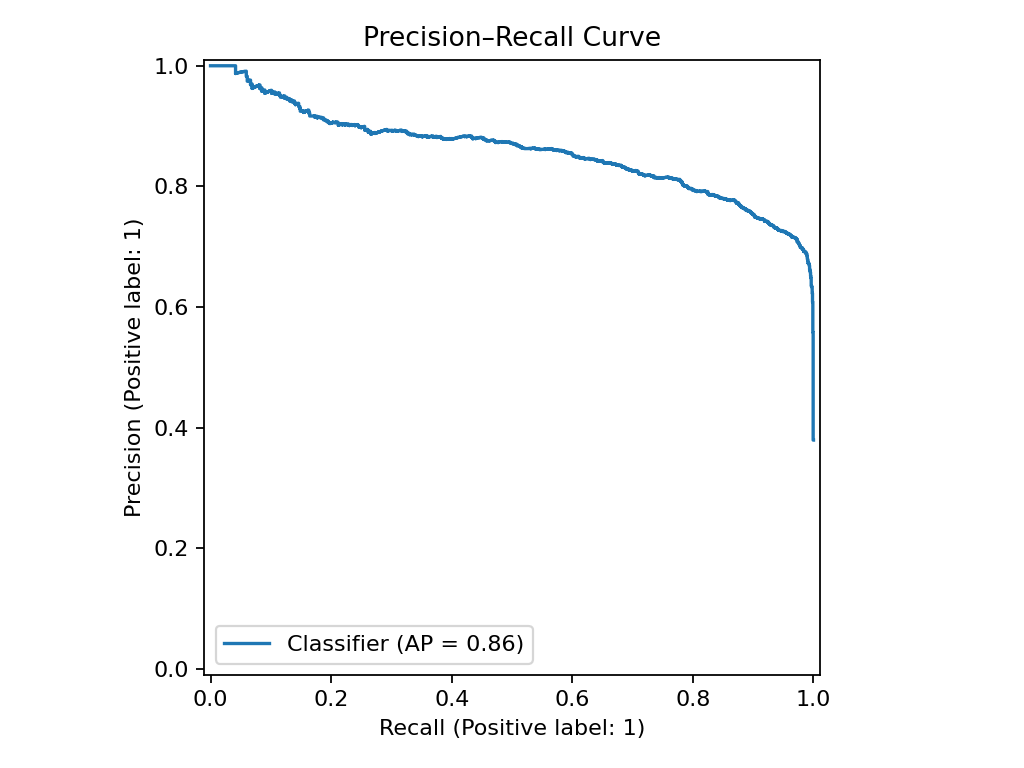 Precision–Recall Curve
1.0
0.8
0.6
0.4
0.2
0.0
Precision (Positive label: 1)
Classifier (AP = 0.86)
0.0 0.2 0.4 0.6 0.8 1.0
Recall (Positive label: 1)